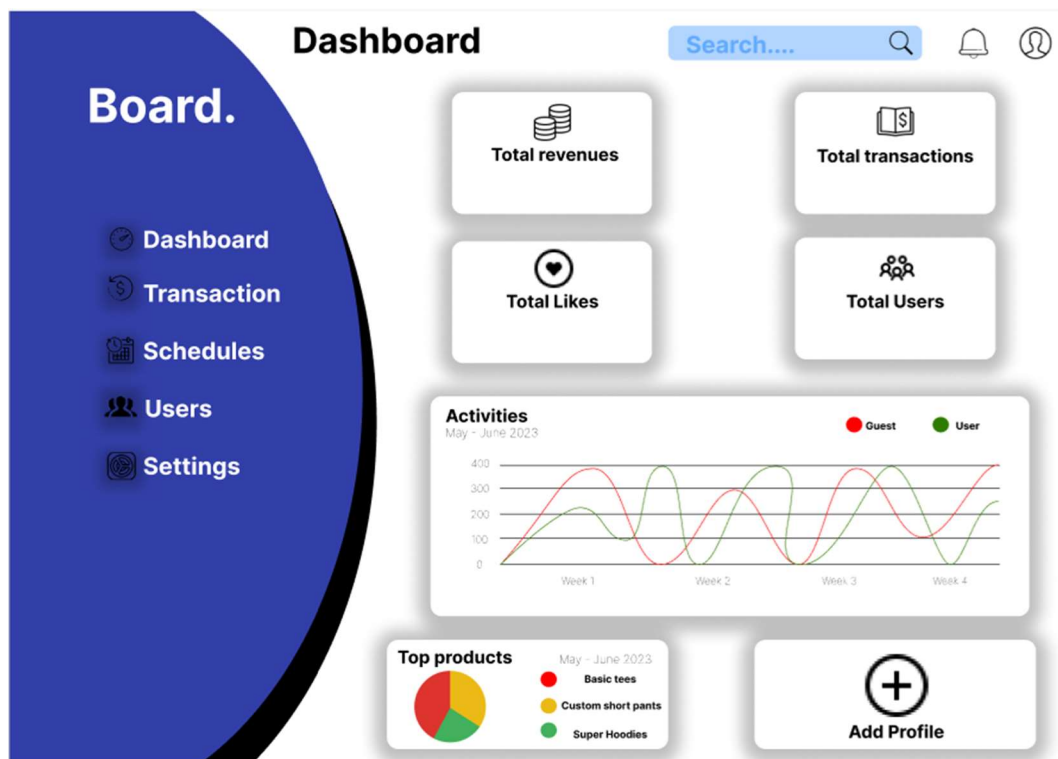 Dashboard
Search....
Board.
Dashboard
Transaction
Schedules
Users
Settings
Total revenues
Total transactions
Total Likes
Total Users
Activities
May - June 2023
Guest
User
400
300
200
100
0
Week 1
Week 2
Week 3
Week 4
Top products
May - June 2023
Basic tees
Custom short pants
Super Hoodies
Add Profile